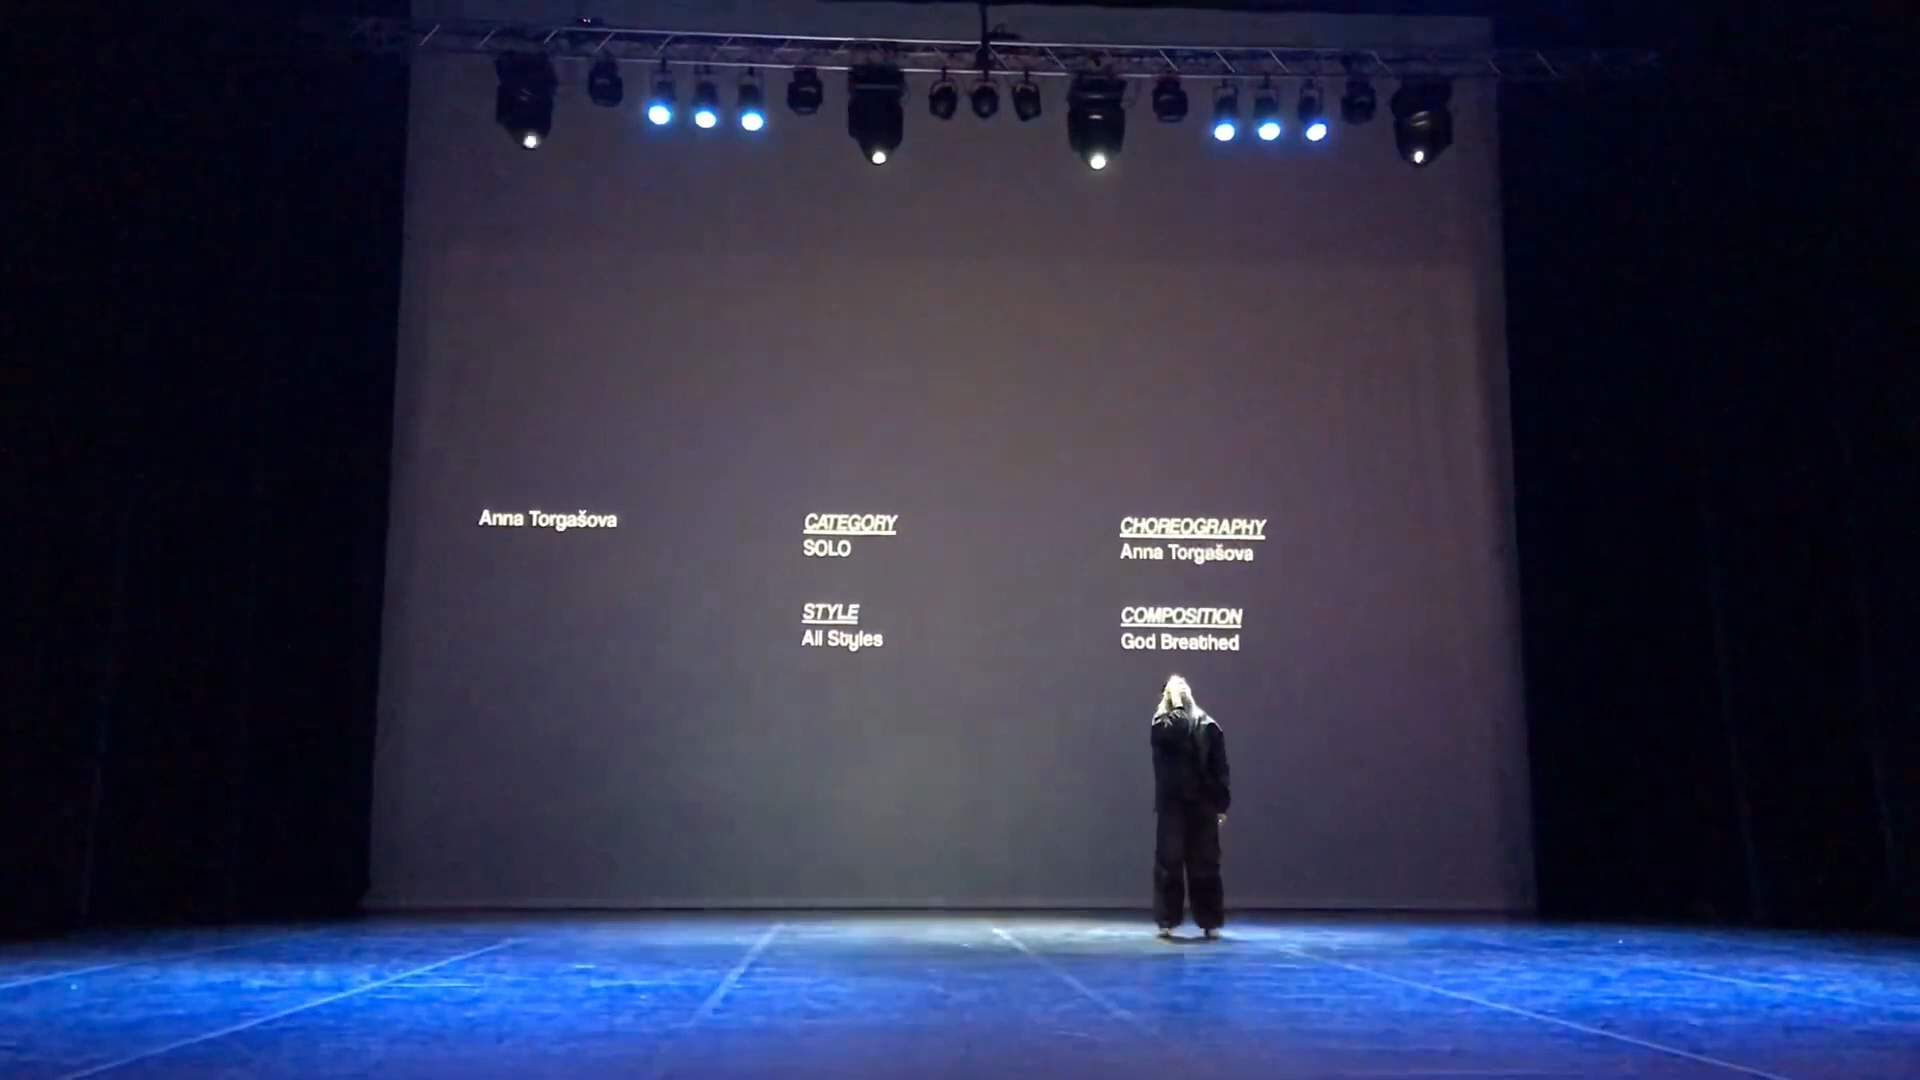 Anna Torgašova
CATEGORY
SOLO
STYLE
All Styles
CHOREOGRAPHY
Anna Torgašova
COMPOSITION
God Breathed